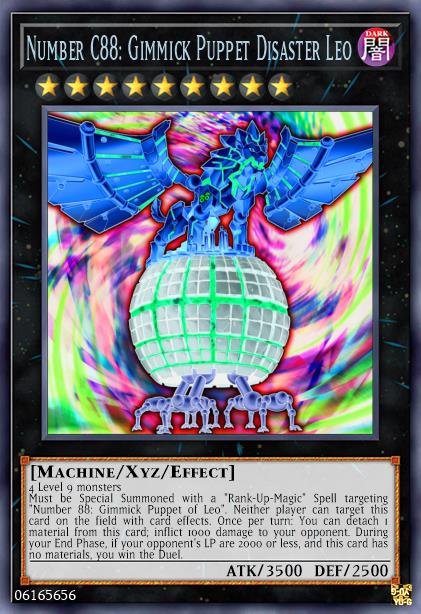 NUMBER C88: GIMMICK PUPPET DISASTER LEO
DARK
闇
[MACHINE/XYZ/EFFECT]
4 Level 9 monsters
Must be Special Summoned with a "Rank-Up-Magic" Spell targeting
"Number 88: Gimmick Puppet of Leo". Neither player can target this
card on the field with card effects. Once per turn: You can detach 1
material from this card; inflict 1000 damage to your opponent. During
your End Phase, if your opponent's LP are 2000 or less, and this card has
no materials, you win the Duel.
ATK/3500 DEF/2500
06165656